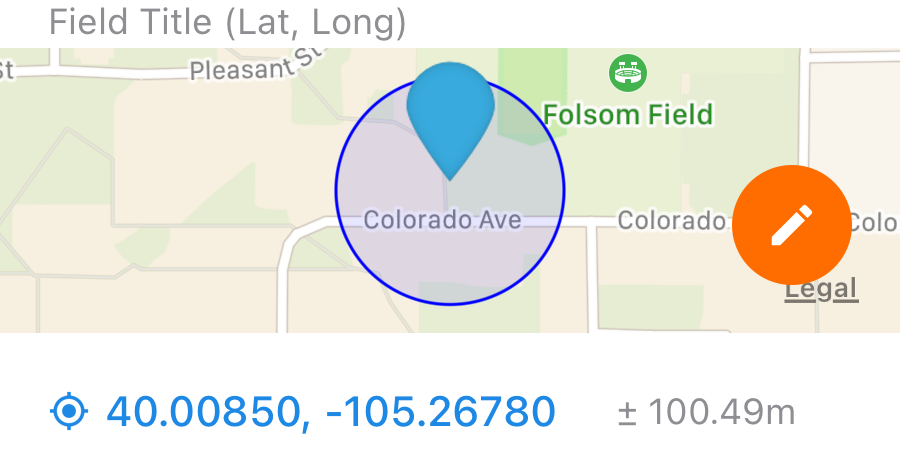 Field Title (Lat, Long)
St
Pleasant St
Folsom Field
Colorado Ave
Colorado
Colo
Legal
40.00850, -105.26780
± 100.49m